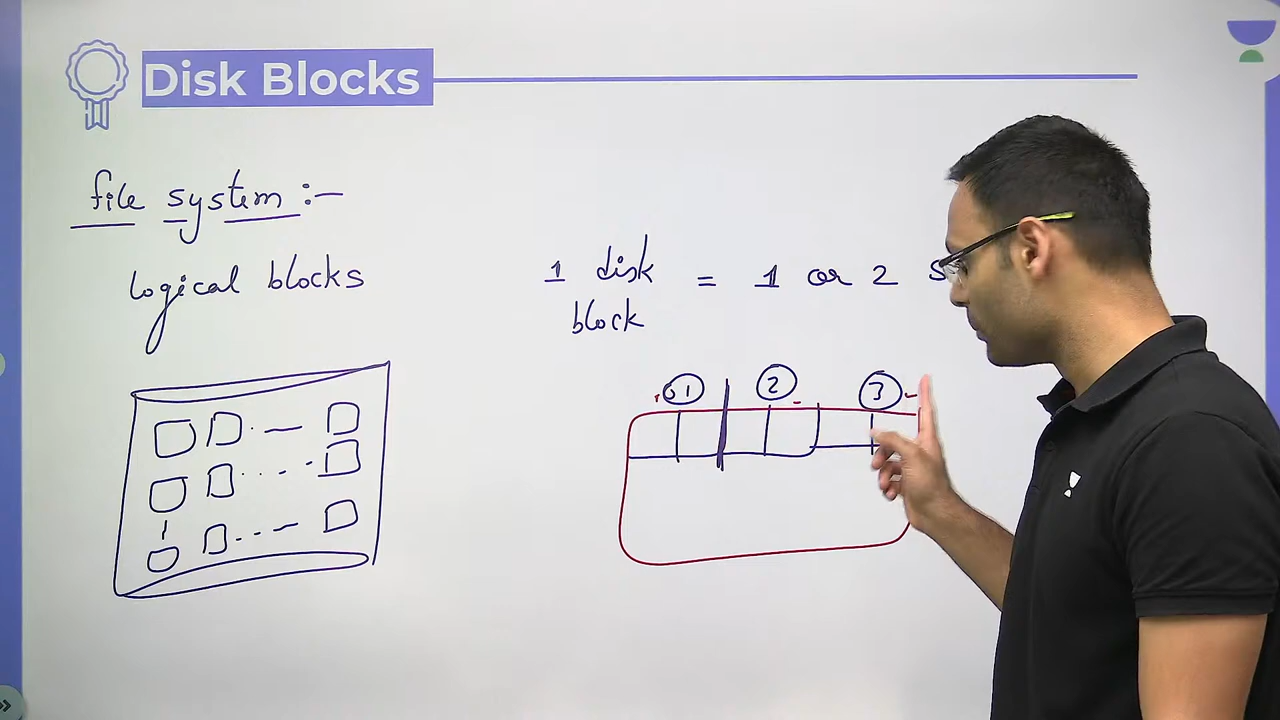 Disk Blocks
file system :-
logical blocks
1 disk = 1 or 2 S
block
1 2 3